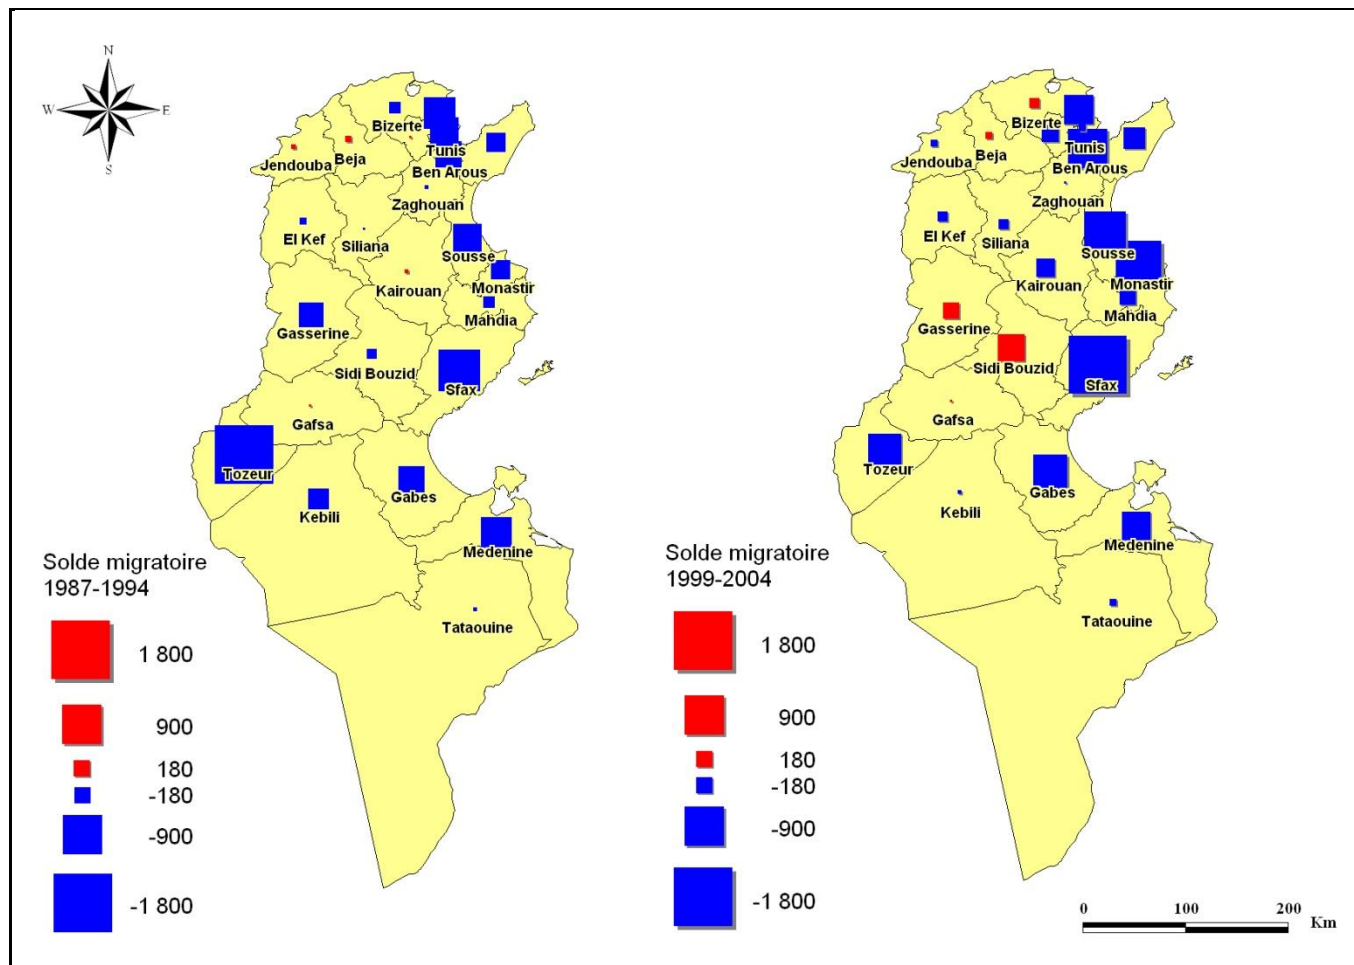 N
W
E
S
Bizerte
Tunis
Jendouba
Beja
Ben Arous
Zaghouan
El Kef
Siliana
Sousse
Kairouan
Monastir
Gasserine
Mahdia
Sidi Bouzid
Sfax
Gafsa
Tozeur
Gabes
Kebili
Medenine
Tataouine
Solde migratoire
1987-1994
1 800
900
180
-180
-900
-1 800
Bizerte
Tunis
Jendouba
Beja
Ben Arous
Zaghouan
El Kef
Siliana
Sousse
Kairouan
Monastir
Gasserine
Mahdia
Sidi Bouzid
Sfax
Gafsa
Tozeur
Gabes
Kebili
Medenine
Tataouine
Solde migratoire
1999-2004
1 800
900
180
-180
-900
-1 800
0 100 200
Km